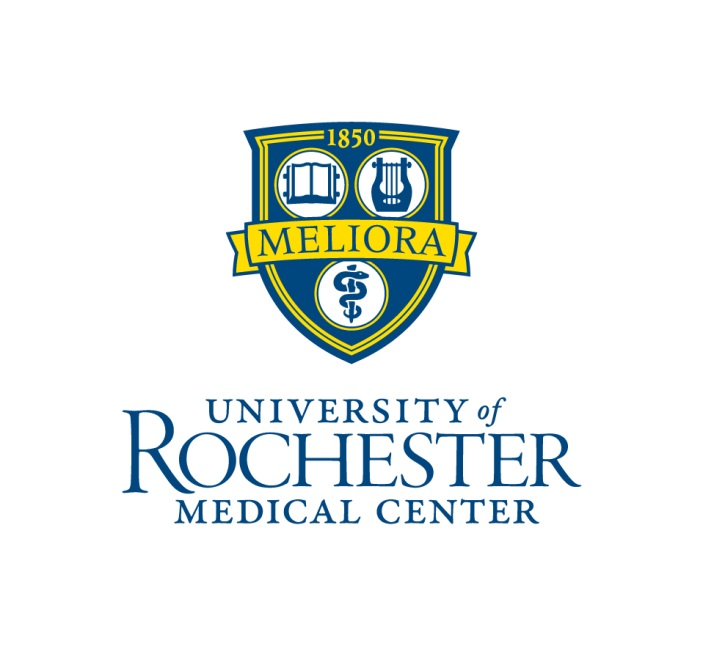 1850
MELIORA
UNIVERSITY of
ROCHESTER
MEDICAL CENTER